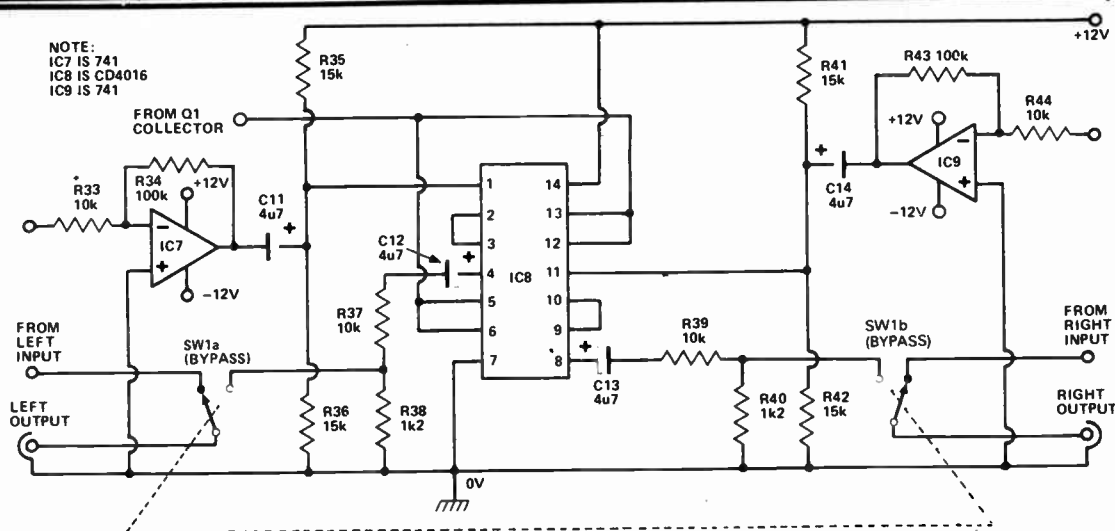 NOTE:
IC7 IS 741
IC8 IS CD4016
IC9 IS 741
R35
15k
R41
15k
+12V
R43 100k
R44
10k
FROM Q1
COLLECTOR
+12V
−
IC9
+
−12V
+
C14
4u7
R33
10k
R34
100k
+12V
−
IC7
+
−12V
C11
4u7
+
1
2
3
4
5
6
7
14
13
12
11
10
9
8
IC8
C12
4u7
+
R37
10k
R39
10k
+
C13
4u7
FROM
LEFT
INPUT
SW1a
(BYPASS)
LEFT
OUTPUT
R36
15k
R38
1k2
R40
1k2
R42
15k
SW1b
(BYPASS)
FROM
RIGHT
INPUT
RIGHT
OUTPUT
0V